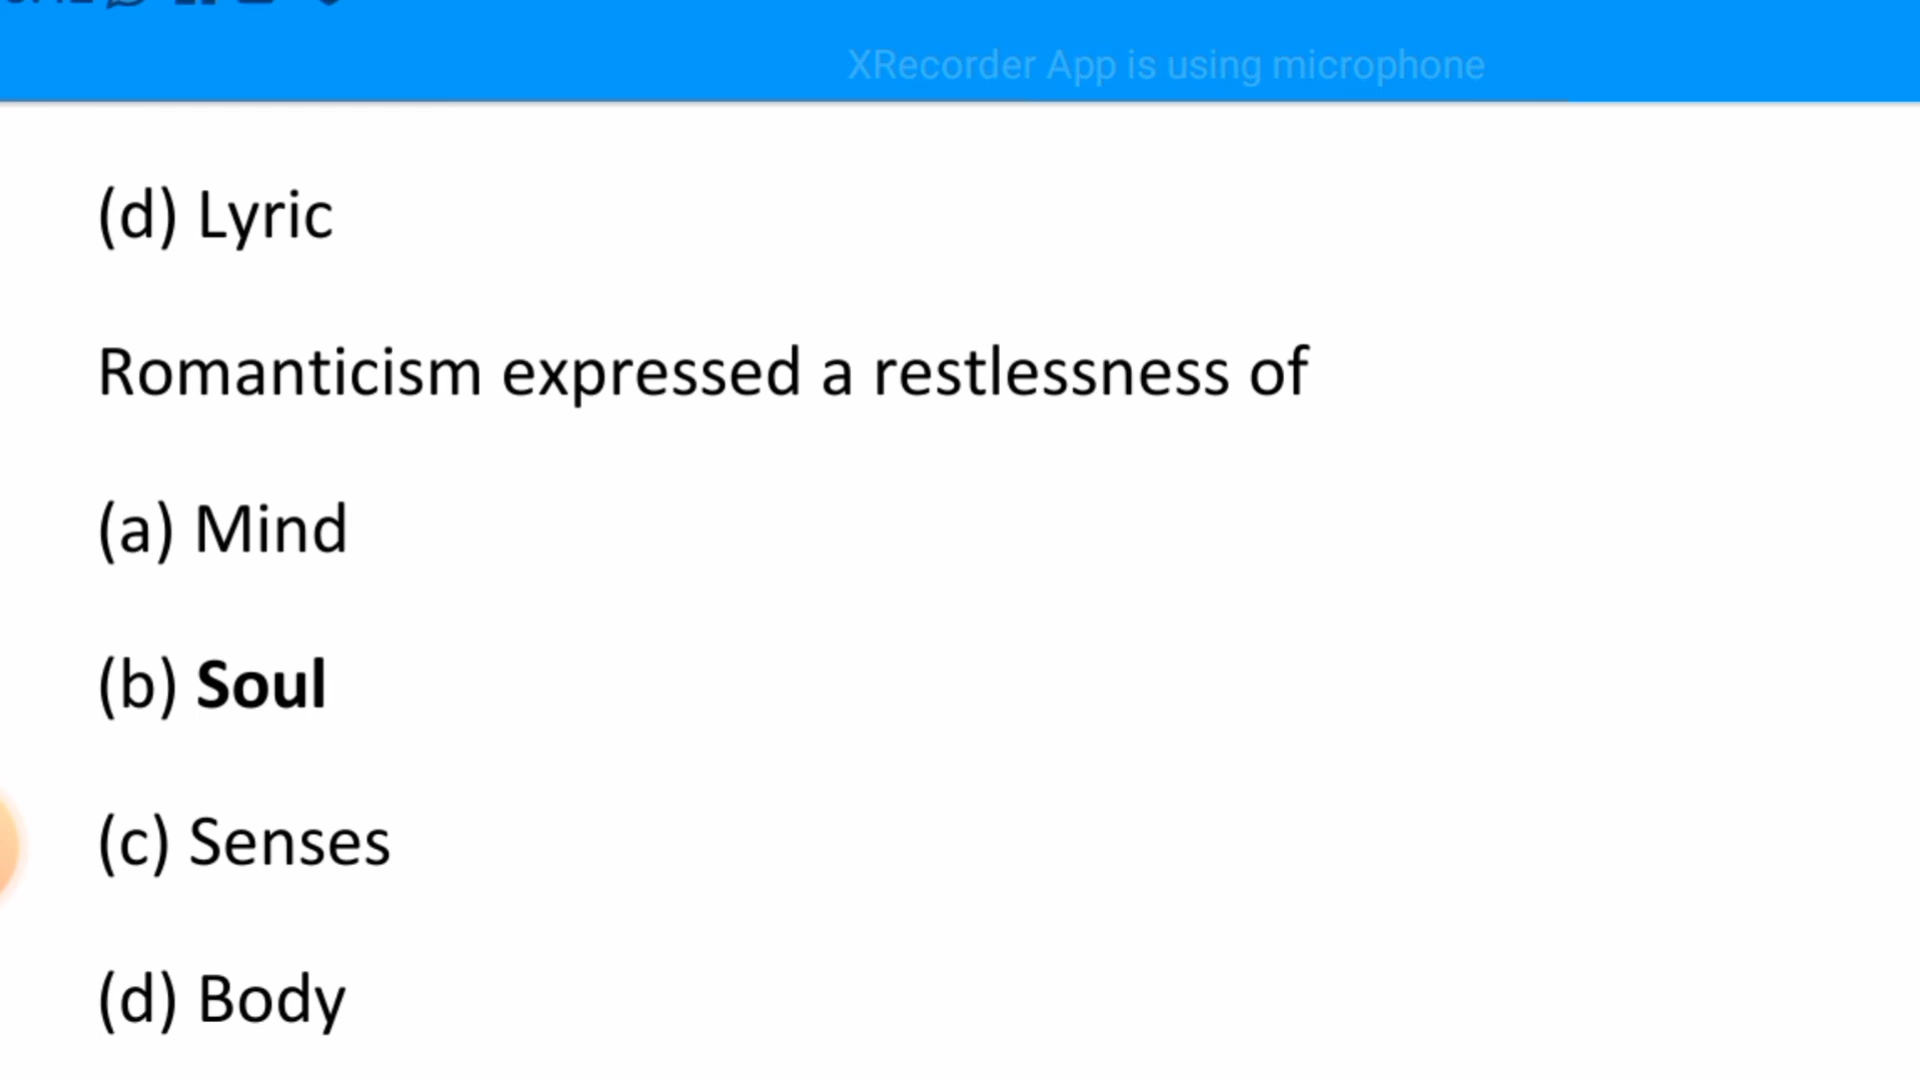 XRecorder App is using microphone
(d) Lyric
Romanticism expressed a restlessness of
(a) Mind
(b) Soul
(c) Senses
(d) Body